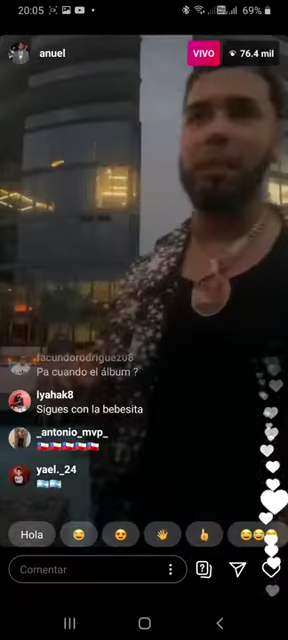 20:05
69%
anuel
VIVO
76.4 mil
facundorodriguez08
Pa cuando el álbum ?
lyahak8
Sigues con la bebesita
_antonio_mvp_
🇨🇱🇨🇱🇨🇱🇨🇱🇨🇱
yael._24
🇦🇷🇦🇷
Hola
Comentar